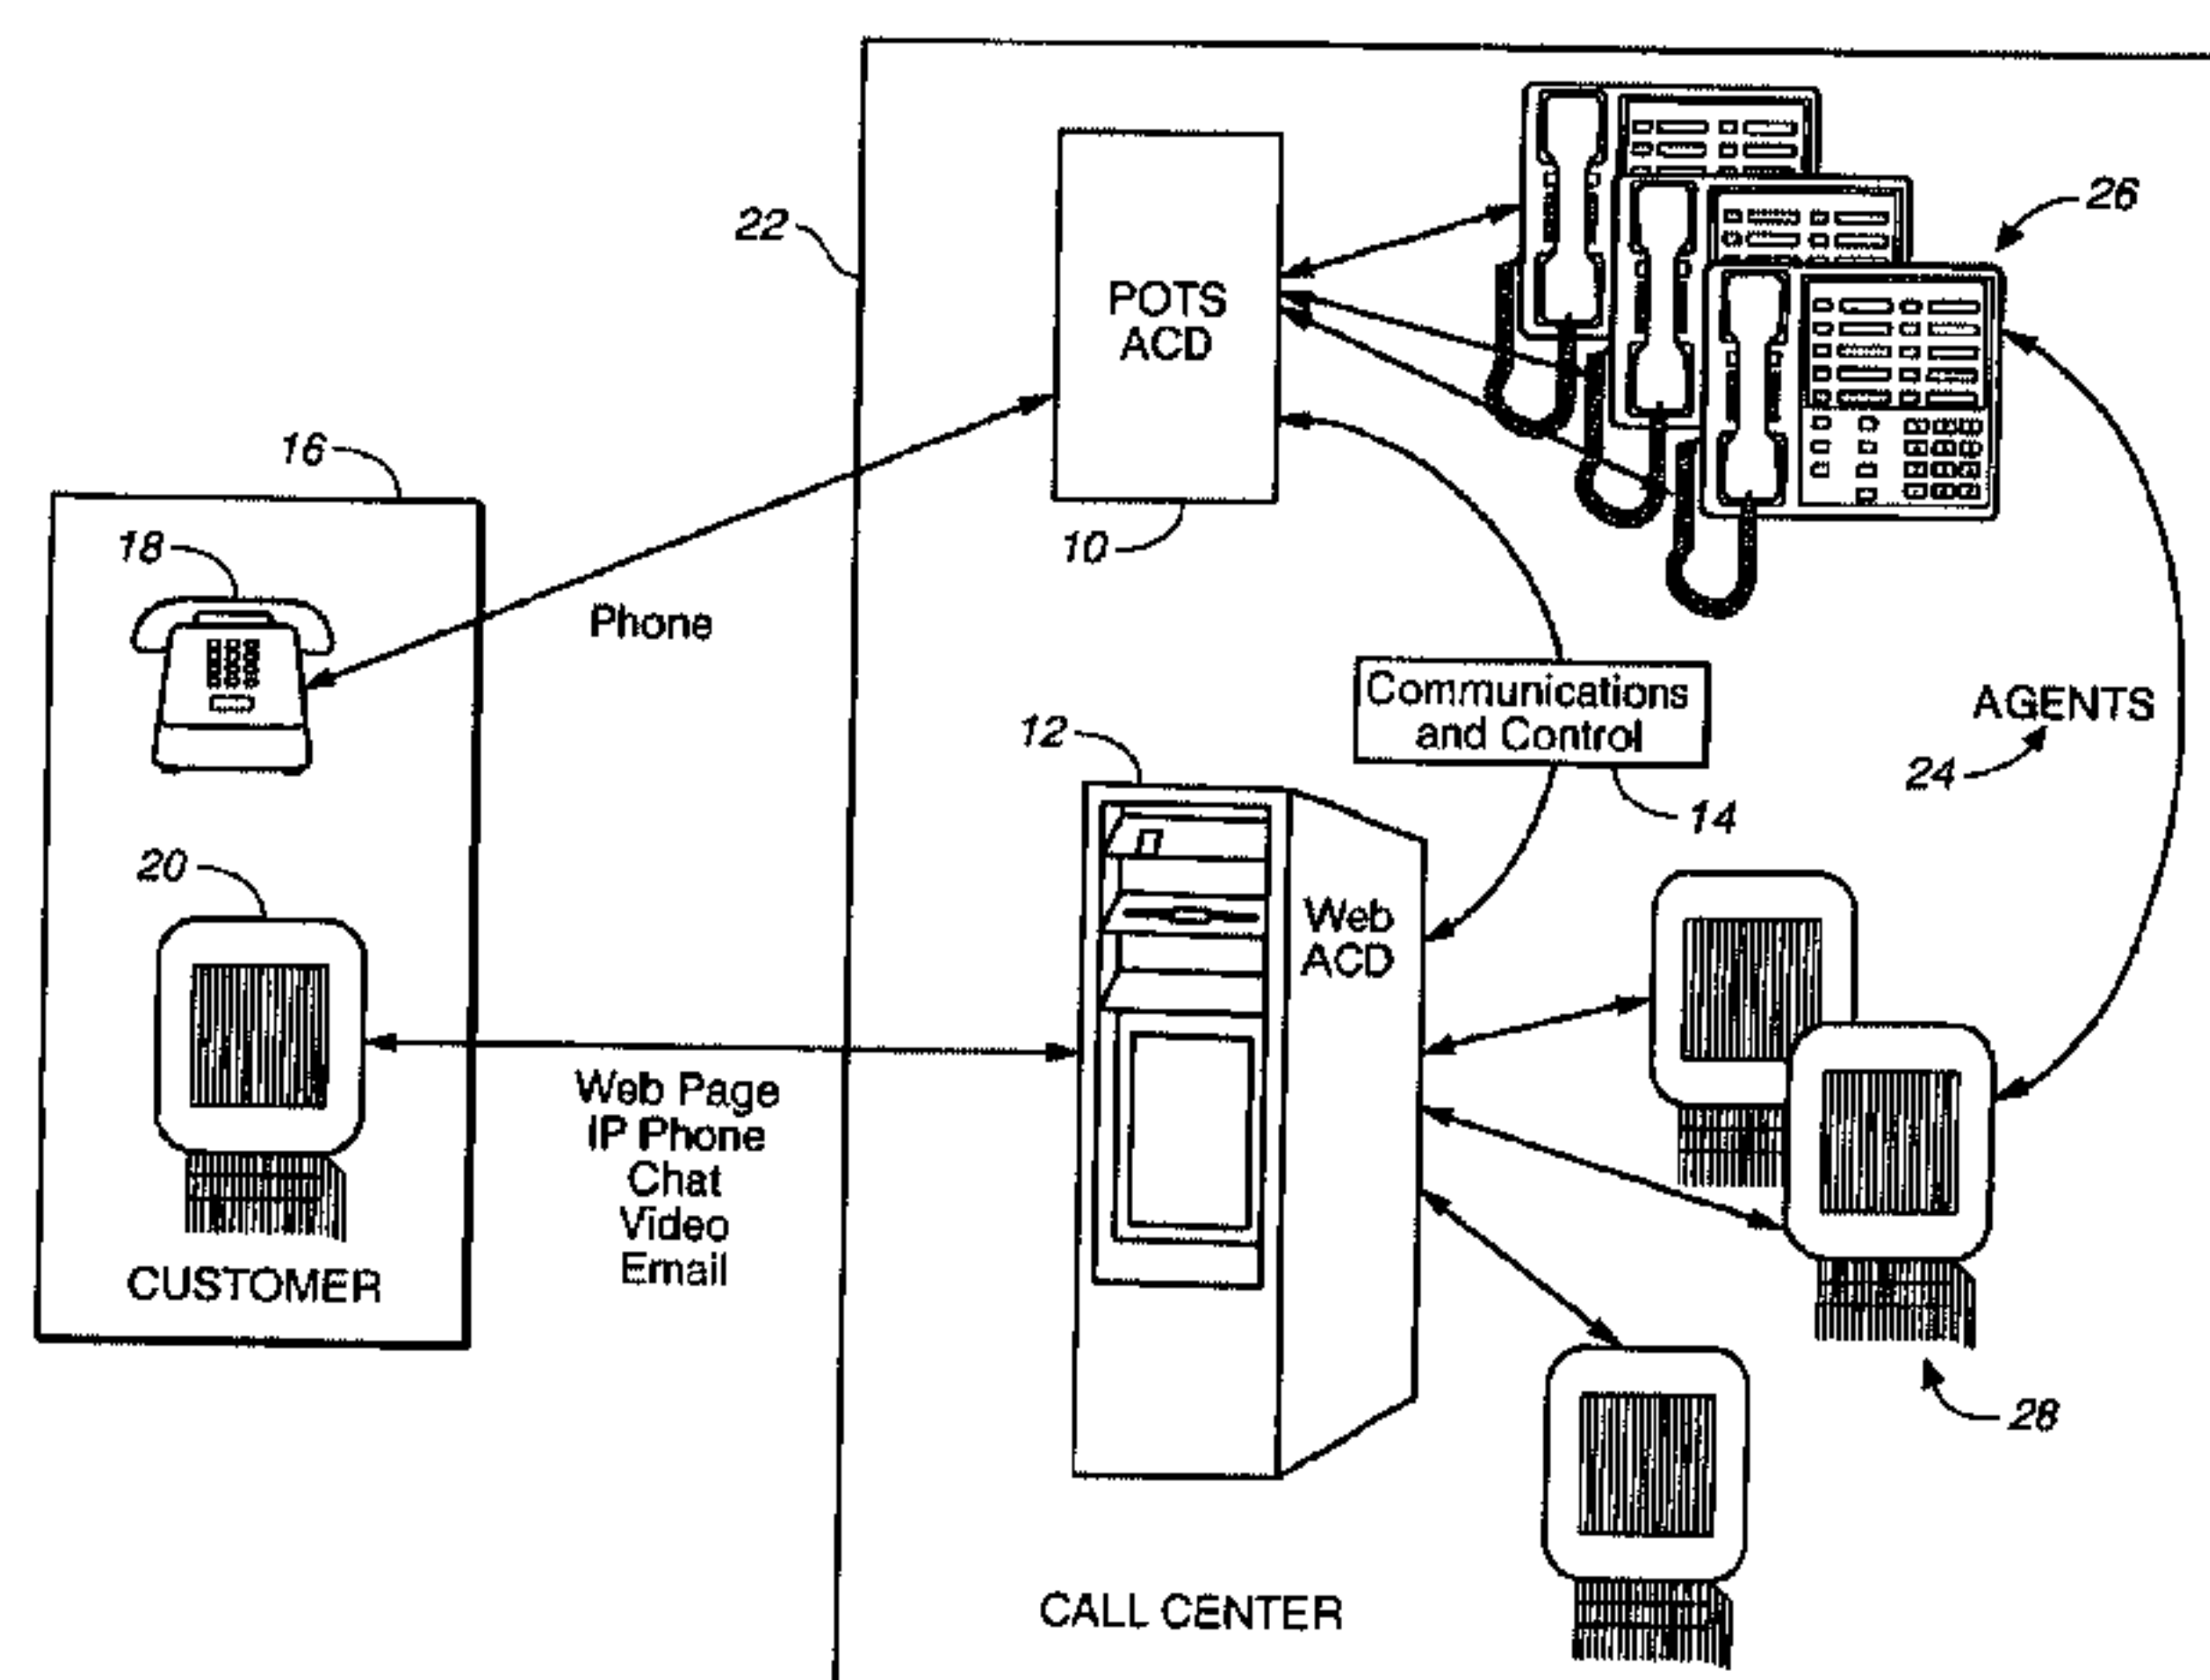 22
POTS
ACD
26
16
18
10
Phone
Communications
and Control
AGENTS
24
12
14
20
Web
ACD
Web Page
IP Phone
Chat
Video
Email
CUSTOMER
28
CALL CENTER